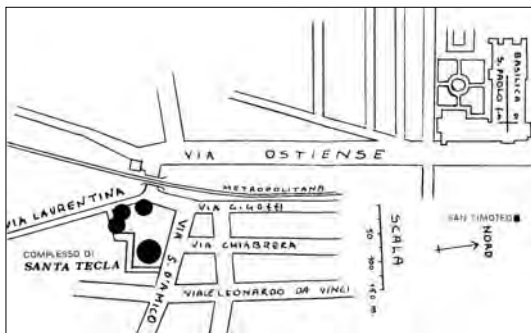 BASILICA DI
S. PAOLO f.m.
VIA OSTIENSE
METROPOLITANA
VIA LAURENTINA
VIA GIGOTTI
SAN TIMOTEO
SCALA
50 100 150 m
NORD
VIA CHIABRERA
COMPLESSO DI
SANTA TECLA
VIA S. D'AMICO
VIALE LEONARDO DA VINCI